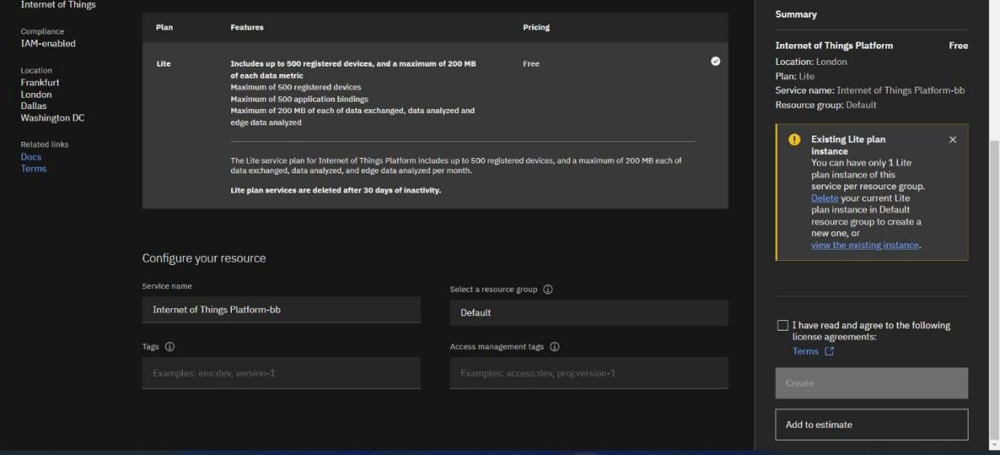 Internet of Things
Compliance
IAM-enabled
Location
Frankfurt
London
Dallas
Washington DC
Related links
Docs
Terms
Plan Features Pricing
Lite Includes up to 500 registered devices, and a maximum of 200 MB Free
of each data metric
Maximum of 500 registered devices
Maximum of 500 application bindings
Maximum of 200 MB of each of data exchanged, data analyzed and
edge data analyzed
The Lite service plan for Internet of Things Platform includes up to 500 registered devices, and a maximum of 200 MB each of
data exchanged, data analyzed, and edge data analyzed per month.
Lite plan services are deleted after 30 days of inactivity.
Configure your resource
Service name
Internet of Things Platform-bb
Select a resource group
Default
Tags
Examples: env:dev, version-1
Access management tags
Examples: access:dev, proj:version-1
Summary
Internet of Things Platform Free
Location: London
Plan: Lite
Service name: Internet of Things Platform-bb
Resource group: Default
Existing Lite plan
instance
You can have only 1 Lite
plan instance of this
service per resource group.
Delete your current Lite
plan instance in Default
resource group to create a
new one, or
view the existing instance.
I have read and agree to the following
license agreements:
Terms
Create
Add to estimate